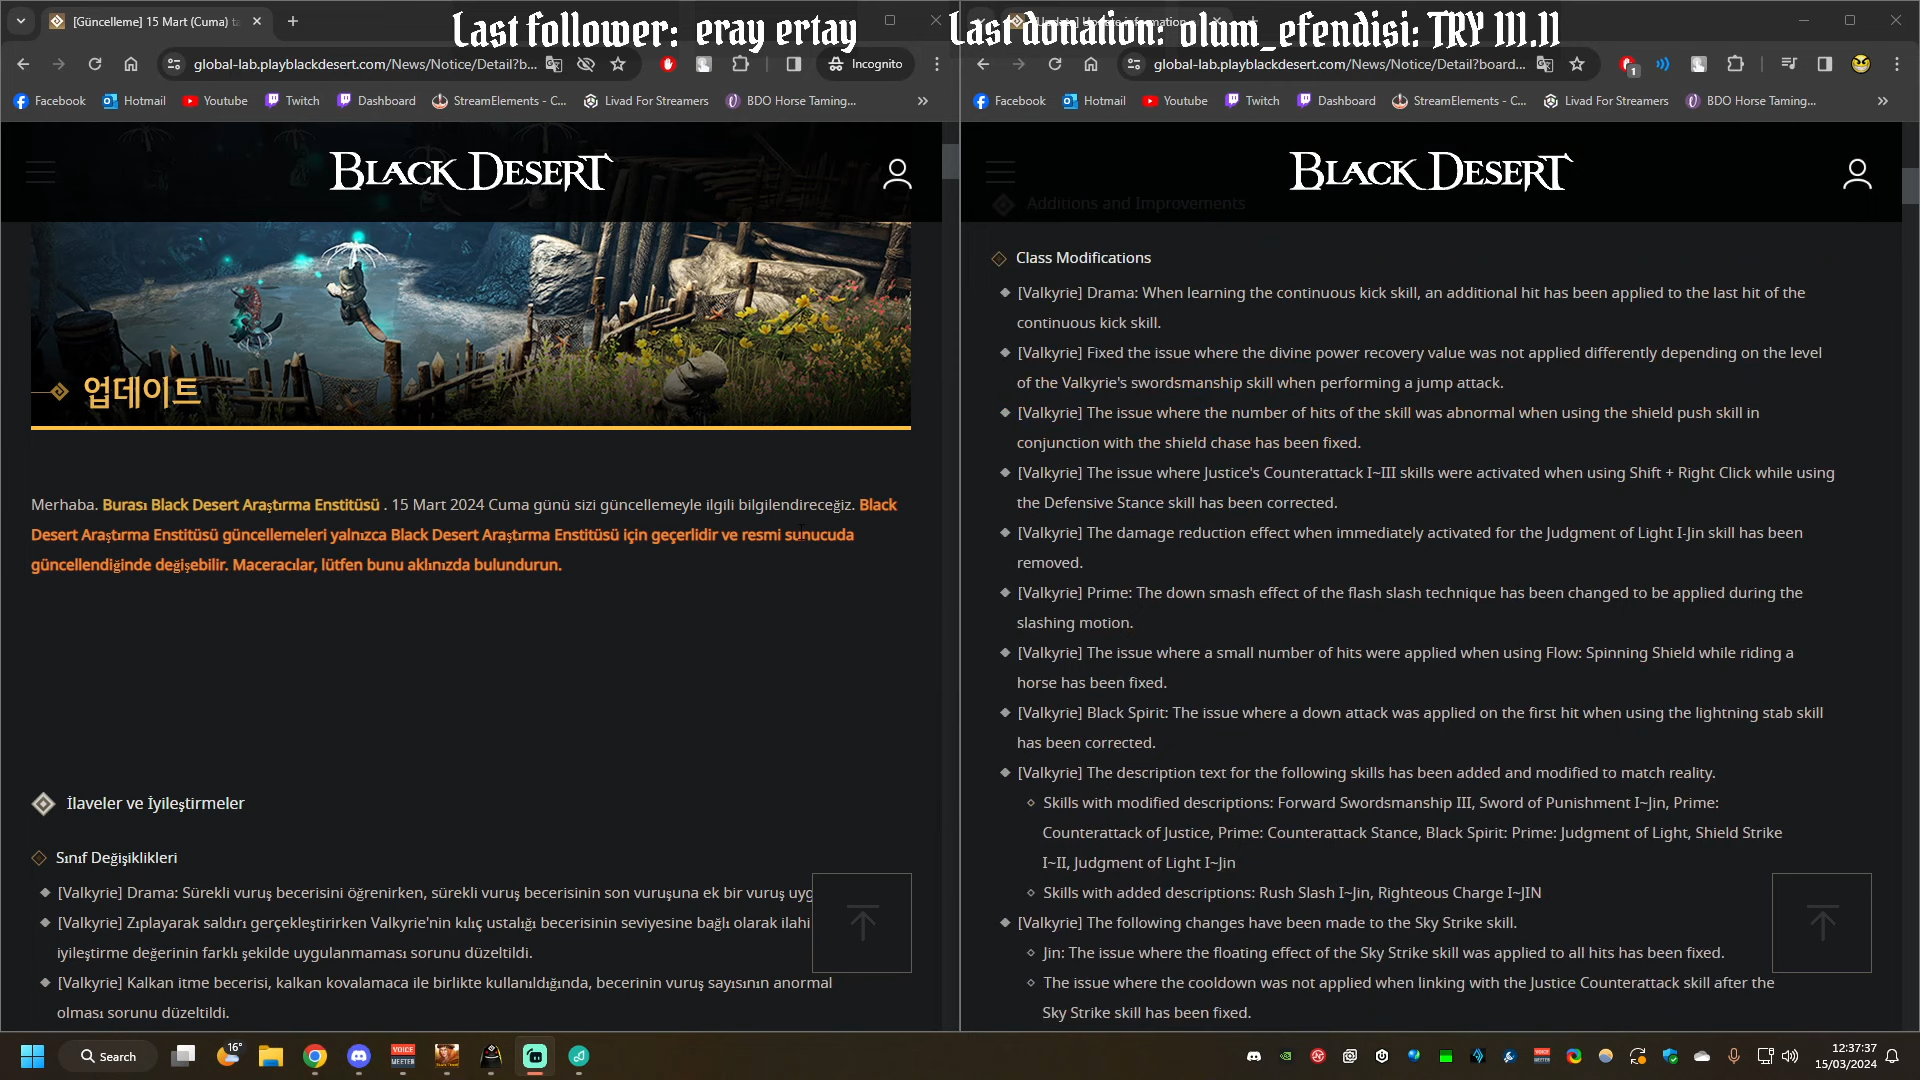 Last follower: eray ertay
Last donation: olum_efendisi: TRY 111.11
[Güncelleme] 15 Mart (Cuma) ta
global-lab.playblackdesert.com/News/Notice/Detail?b...
Incognito
global-lab.playblackdesert.com/News/Notice/Detail?board...
1
Facebook
Hotmail
Youtube
Twitch
Dashboard
StreamElements - C...
Livad For Streamers
BDO Horse Taming...
Facebook
Hotmail
Youtube
Twitch
Dashboard
StreamElements - C...
Livad For Streamers
BDO Horse Taming...
BLACK DESERT
업데이트
Merhaba. Burası Black Desert Araştırma Enstitüsü . 15 Mart 2024 Cuma günü sizi güncellemeyle ilgili bilgilendireceğiz. Black
Desert Araştırma Enstitüsü güncellemeleri yalnızca Black Desert Araştırma Enstitüsü için geçerlidir ve resmi sunucuda
güncellendiğinde değişebilir. Maceracılar, lütfen bunu aklınızda bulundurun.
İlaveler ve İyileştirmeler
Sınıf Değişiklikleri
[Valkyrie] Drama: Sürekli vuruş becerisini öğrenirken, sürekli vuruş becerisinin son vuruşuna ek bir vuruş uyg
[Valkyrie] Zıplayarak saldırı gerçekleştirirken Valkyrie'nin kılıç ustalığı becerisinin seviyesine bağlı olarak ilahi
iyileştirme değerinin farklı şekilde uygulanmaması sorunu düzeltildi.
[Valkyrie] Kalkan itme becerisi, kalkan kovalamaca ile birlikte kullanıldığında, becerinin vuruş sayısının anormal
olması sorunu düzeltildi.
BLACK DESERT
Additions and Improvements
Class Modifications
[Valkyrie] Drama: When learning the continuous kick skill, an additional hit has been applied to the last hit of the
continuous kick skill.
[Valkyrie] Fixed the issue where the divine power recovery value was not applied differently depending on the level
of the Valkyrie's swordsmanship skill when performing a jump attack.
[Valkyrie] The issue where the number of hits of the skill was abnormal when using the shield push skill in
conjunction with the shield chase has been fixed.
[Valkyrie] The issue where Justice's Counterattack I~III skills were activated when using Shift + Right Click while using
the Defensive Stance skill has been corrected.
[Valkyrie] The damage reduction effect when immediately activated for the Judgment of Light I-Jin skill has been
removed.
[Valkyrie] Prime: The down smash effect of the flash slash technique has been changed to be applied during the
slashing motion.
[Valkyrie] The issue where a small number of hits were applied when using Flow: Spinning Shield while riding a
horse has been fixed.
[Valkyrie] Black Spirit: The issue where a down attack was applied on the first hit when using the lightning stab skill
has been corrected.
[Valkyrie] The description text for the following skills has been added and modified to match reality.
Skills with modified descriptions: Forward Swordsmanship III, Sword of Punishment I~Jin, Prime:
Counterattack of Justice, Prime: Counterattack Stance, Black Spirit: Prime: Judgment of Light, Shield Strike
I~II, Judgment of Light I~Jin
Skills with added descriptions: Rush Slash I~Jin, Righteous Charge I~JIN
[Valkyrie] The following changes have been made to the Sky Strike skill.
Jin: The issue where the floating effect of the Sky Strike skill was applied to all hits has been fixed.
The issue where the cooldown was not applied when linking with the Justice Counterattack skill after the
Sky Strike skill has been fixed.
Search
16°
VOICE
MEETER
12:37:37
15/03/2024